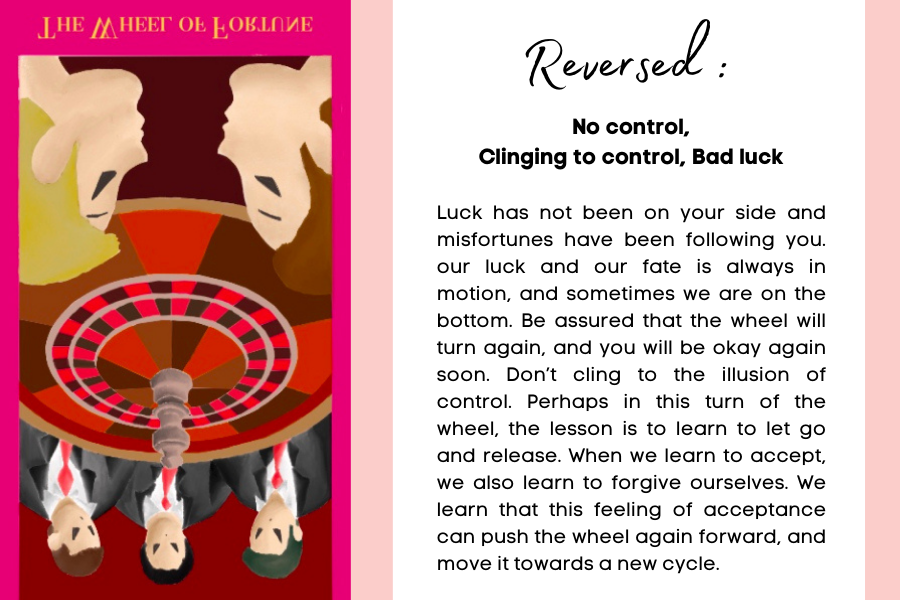 The Wheel of Fortune
Reversed :
No control,
Clinging to control, Bad luck
Luck has not been on your side and
misfortunes have been following you.
our luck and our fate is always in
motion, and sometimes we are on the
bottom. Be assured that the wheel will
turn again, and you will be okay again
soon. Don’t cling to the illusion of
control. Perhaps in this turn of the
wheel, the lesson is to learn to let go
and release. When we learn to accept,
we also learn to forgive ourselves. We
learn that this feeling of acceptance
can push the wheel again forward, and
move it towards a new cycle.